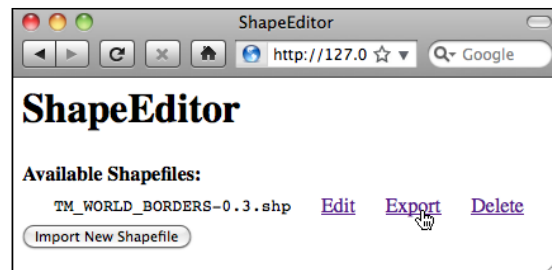 ShapeEditor
http://127.0
Google
ShapeEditor
Available Shapefiles:
TM_WORLD_BORDERS-0.3.shp Edit Export Delete
Import New Shapefile